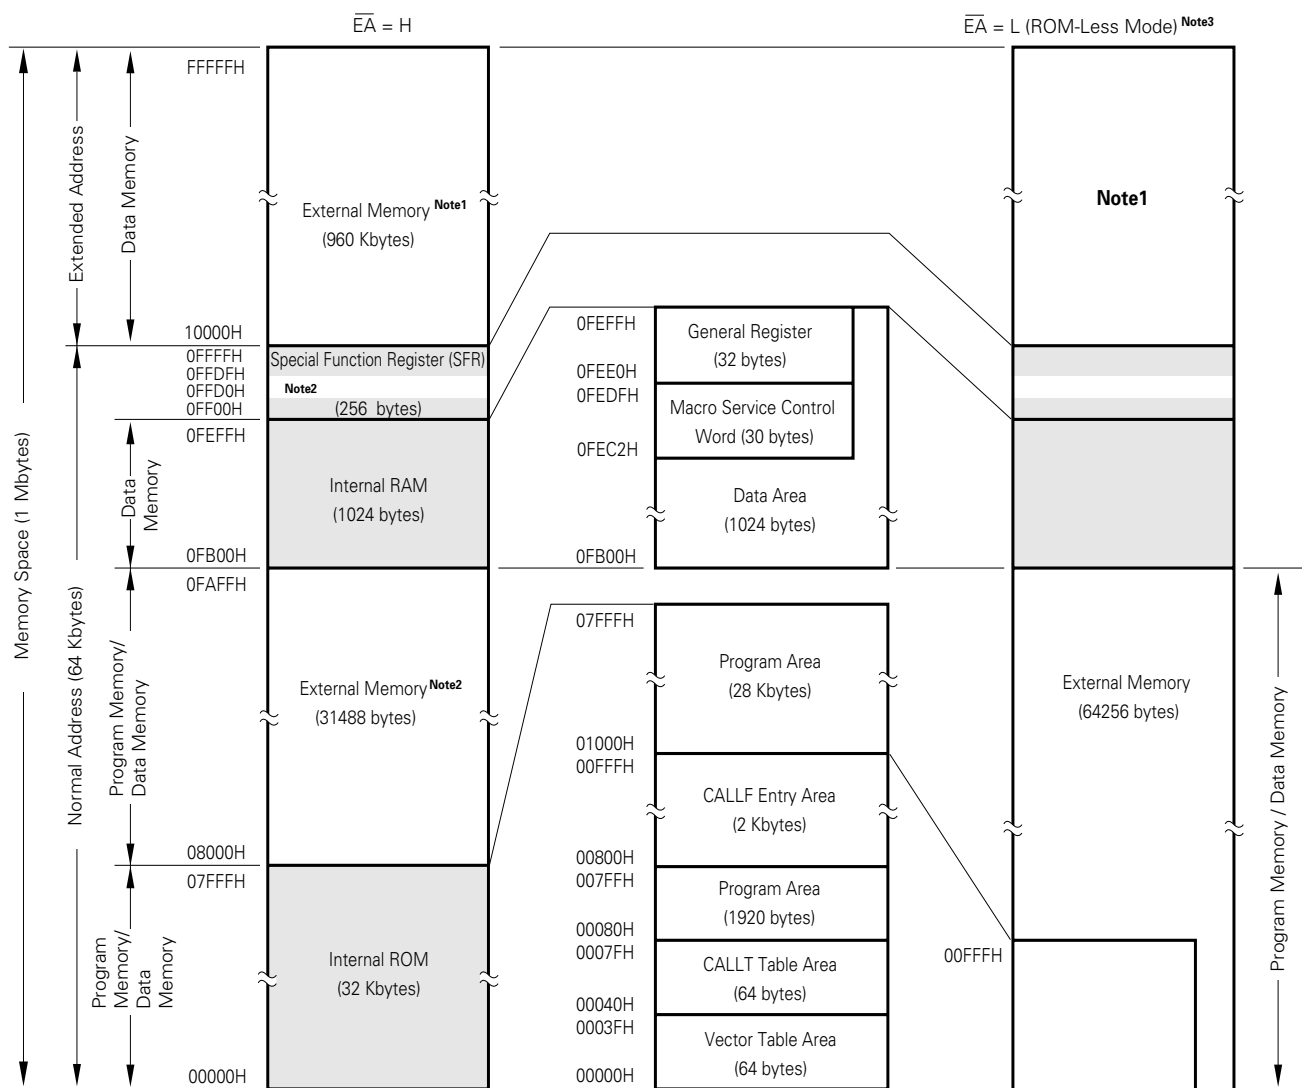 EA = H
EA = L (ROM-Less Mode) Note3
Memory Space (1 Mbytes)
Extended Address
Normal Address (64 Kbytes)
Data Memory
Data
Memory
Program Memory/
Data Memory
Program
Memory/
Data
Memory
FFFFFH
10000H
0FFFFH
0FFDFH
0FFD0H
0FF00H
0FEFFH
0FB00H
0FAFFH
08000H
07FFFH
00000H
External Memory Note1
(960 Kbytes)
Special Function Register (SFR)
Note2
(256 bytes)
Internal RAM
(1024 bytes)
External Memory Note2
(31488 bytes)
Internal ROM
(32 Kbytes)
0FEFFH
0FEE0H
0FEDFH
0FEC2H
0FB00H
General Register
(32 bytes)
Macro Service Control
Word (30 bytes)
Data Area
(1024 bytes)
07FFFH
01000H
00FFFH
00800H
007FFH
00080H
0007FH
00040H
0003FH
00000H
Program Area
(28 Kbytes)
CALLF Entry Area
(2 Kbytes)
Program Area
(1920 bytes)
CALLT Table Area
(64 bytes)
Vector Table Area
(64 bytes)
Note1
External Memory
(64256 bytes)
00FFFH
Program Memory / Data Memory